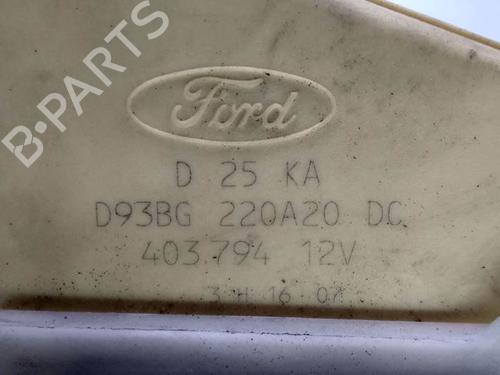 B-PARTS
Ford
D 25 KA
D93BG 220A20 DC
403.794 12V
3 H 16 07